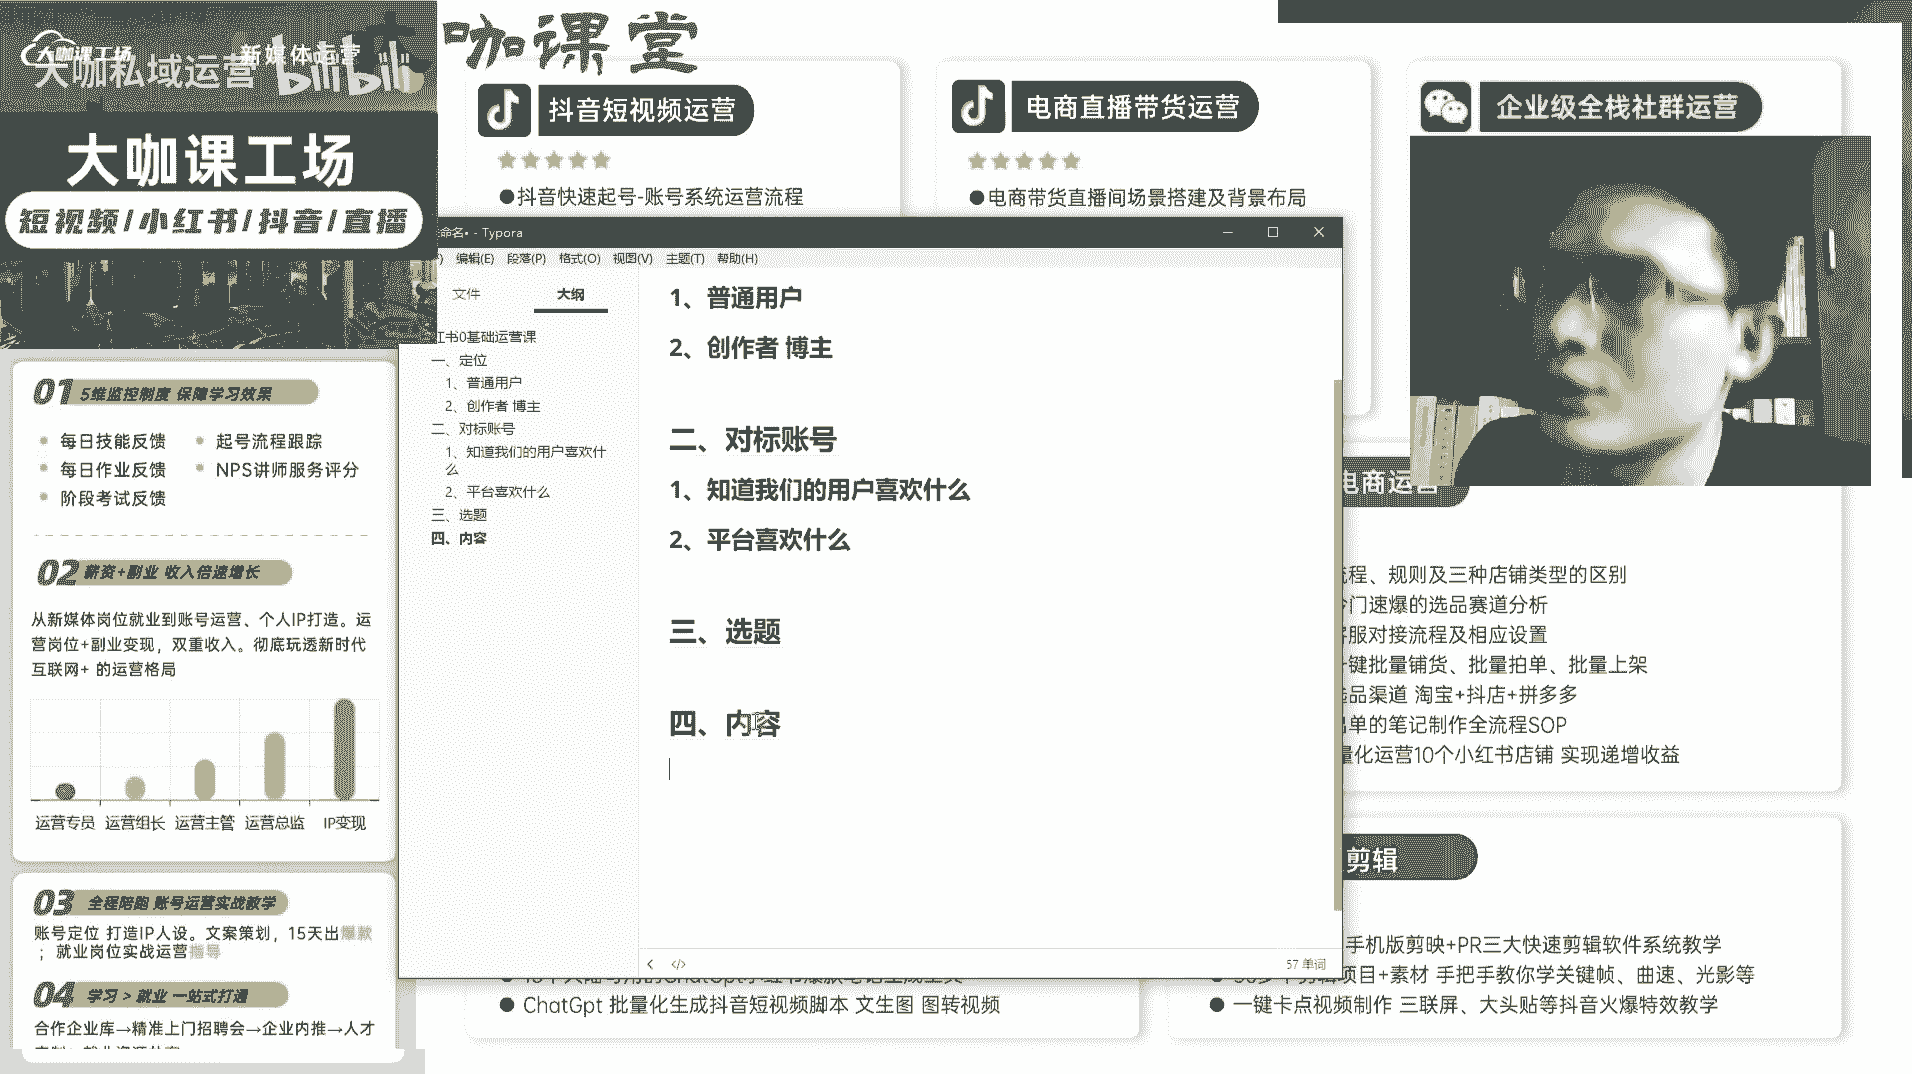 大咖私域运营
大咖课工场
新媒体运营
bilibili
咖课堂
大咖课工场
短视频/小红书/抖音/直播
抖音短视频运营
●抖音快速起号-账号系统运营流程
电商直播带货运营
●电商带货直播间场景搭建及背景布局
企业级全栈社群运营
命名• - Typora
编辑(E) 段落(P) 格式(O) 视图(V) 主题(T) 帮助(H)
文件 大纲
红书0基础运营课
一、定位
1、普通用户
2、创作者 博主
二、对标账号
1、知道我们的用户喜欢什
么
2、平台喜欢什么
三、选题
四、内容
1、普通用户
2、创作者 博主
二、对标账号
1、知道我们的用户喜欢什么
2、平台喜欢什么
三、选题
四、内容
57 单词
01 5维监控制度 保障学习效果
每日技能反馈 起号流程跟踪
每日作业反馈 NPS讲师服务评分
阶段考试反馈
02 薪资+副业 收入倍速增长
从新媒体岗位就业到账号运营、个人IP打造。运
营岗位+副业变现，双重收入。彻底玩透新时代
互联网+ 的运营格局
运营专员 运营组长 运营主管 运营总监 IP变现
03 全程陪跑 账号运营实战教学
账号定位 打造IP人设。文案策划，15天出爆款
；就业岗位实战运营指导
04 学习 > 就业 一站式打通
合作企业库→精准上门招聘会→企业内推→人才
电商运营
流程、规则及三种店铺类型的区别
冷门速爆的选品赛道分析
客服对接流程及相应设置
一键批量铺货、批量拍单、批量上架
选品渠道 淘宝+抖店+拼多多
出单的笔记制作全流程SOP
量化运营10个小红书店铺 实现递增收益
剪辑
手机版剪映+PR三大快速剪辑软件系统教学
项目+素材 手把手教你学关键帧、曲速、光影等
● 一键卡点视频制作 三联屏、大头贴等抖音火爆特效教学
● ChatGpt 批量化生成抖音短视频脚本 文生图 图转视频